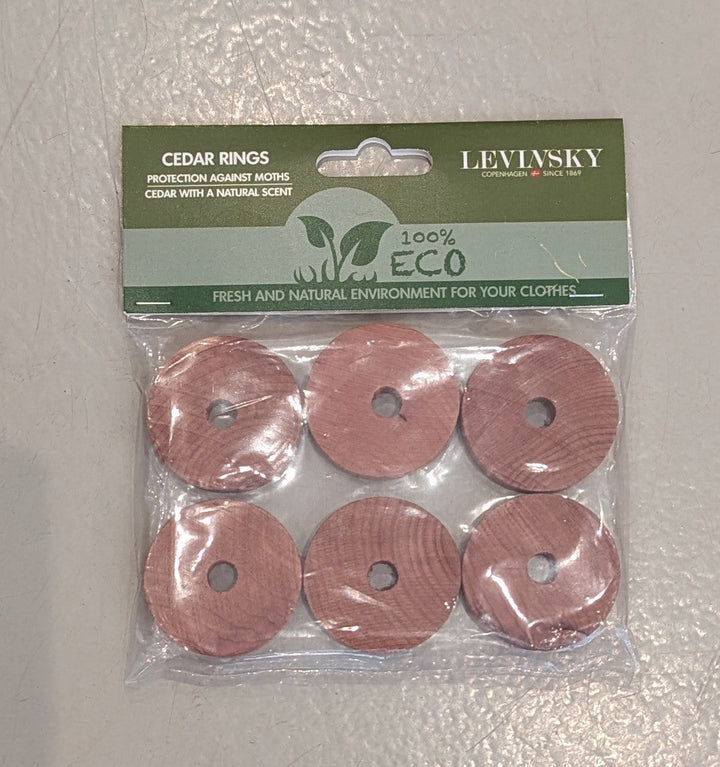 CEDAR RINGS
PROTECTION AGAINST MOTHS
CEDAR WITH A NATURAL SCENT
LEVINSKY
COPENHAGEN SINCE 1869
100%
ECO
FRESH AND NATURAL ENVIRONMENT FOR YOUR CLOTHES